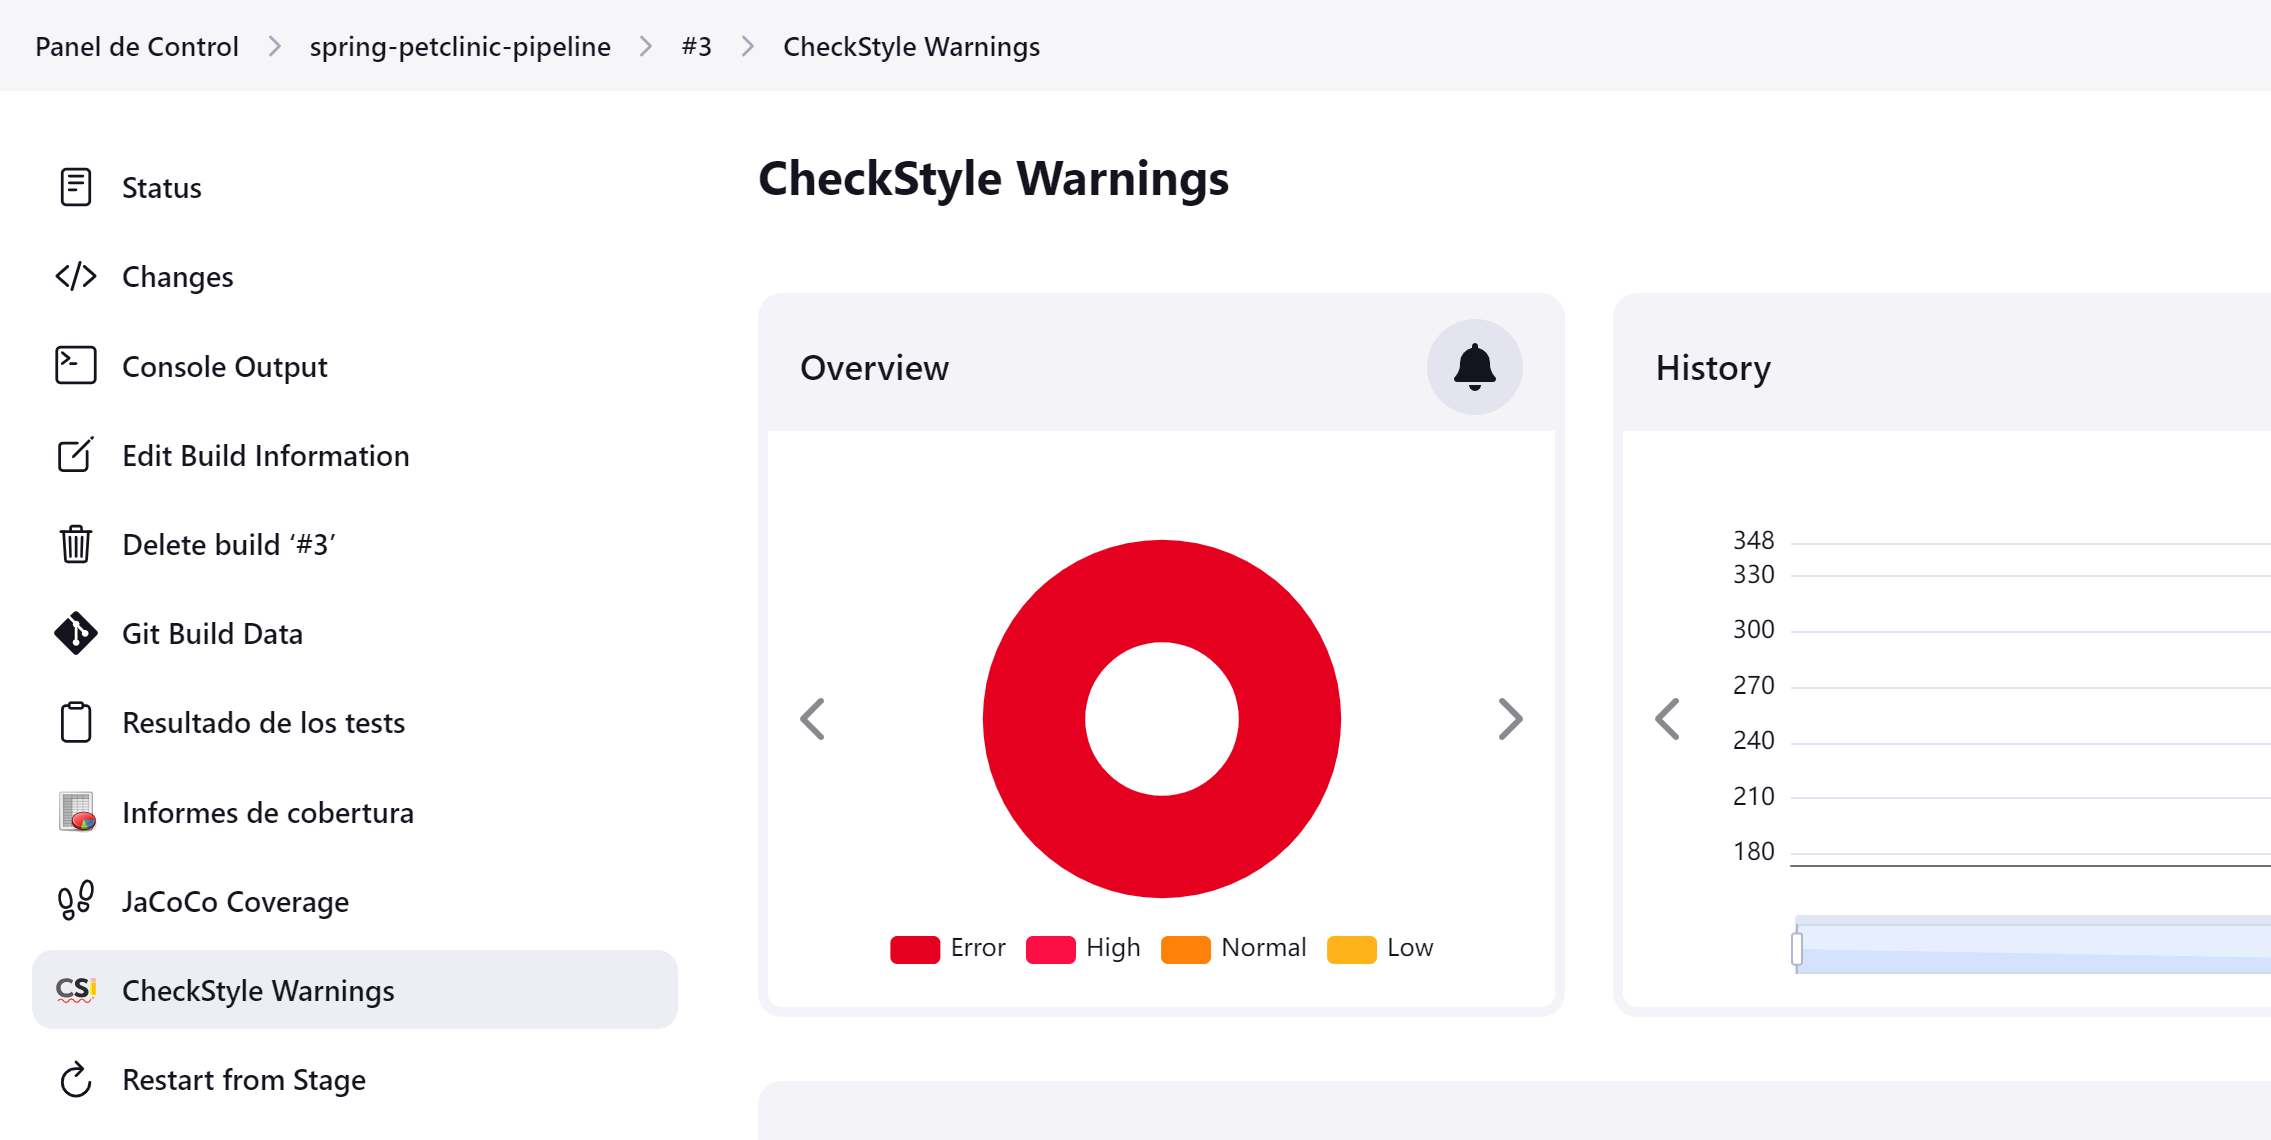 Panel de Control
spring-petclinic-pipeline
#3
CheckStyle Warnings
Status
Changes
Console Output
Edit Build Information
Delete build ‘#3’
Git Build Data
Resultado de los tests
Informes de cobertura
JaCoCo Coverage
CS!
CheckStyle Warnings
Restart from Stage
CheckStyle Warnings
Overview
Error
High
Normal
Low
History
348
330
300
270
240
210
180